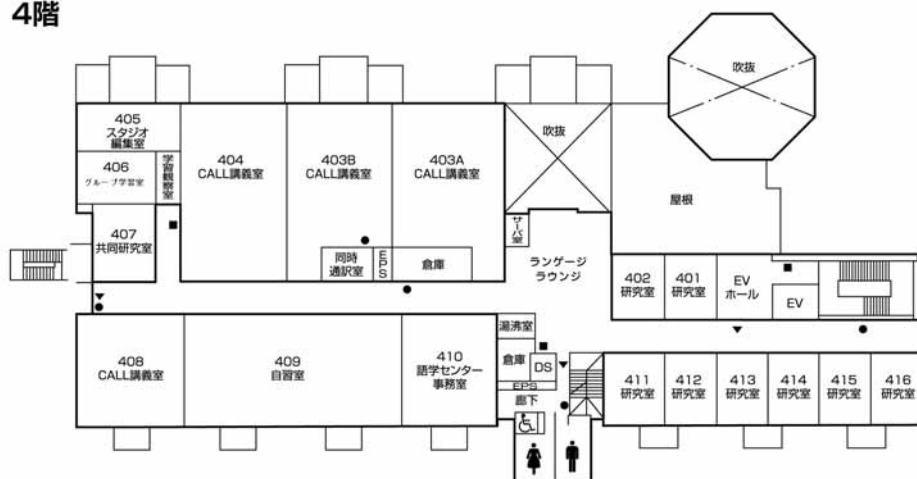 4階
吹抜
405
スタジオ
編集室
406
グループ学習室
学習観察室
404
CALL講義室
403B
CALL講義室
403A
CALL講義室
吹抜
屋根
407
共同研究室
同時
通訳室
EPS
倉庫
サーバ室
ランゲージ
ラウンジ
402
研究室
401
研究室
EV
ホール
EV
408
CALL講義室
409
自習室
410
語学センター
事務室
湯沸室
倉庫
DS
EPS
廊下
411
研究室
412
研究室
413
研究室
414
研究室
415
研究室
416
研究室